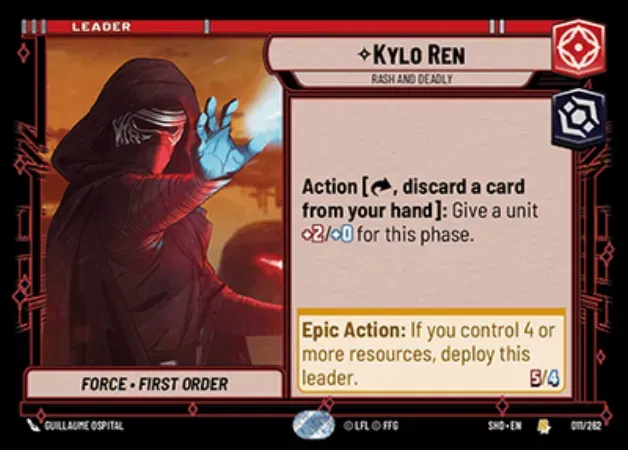 LEADER
KYLO REN
RASH AND DEADLY
Action [, discard a card
from your hand]: Give a unit
+2/+0 for this phase.
Epic Action: If you control 4 or
more resources, deploy this
leader.
5/4
FORCE • FIRST ORDER
GUILLAUME OSPITAL
© LFL © FFG
SHD • EN
R
011/262